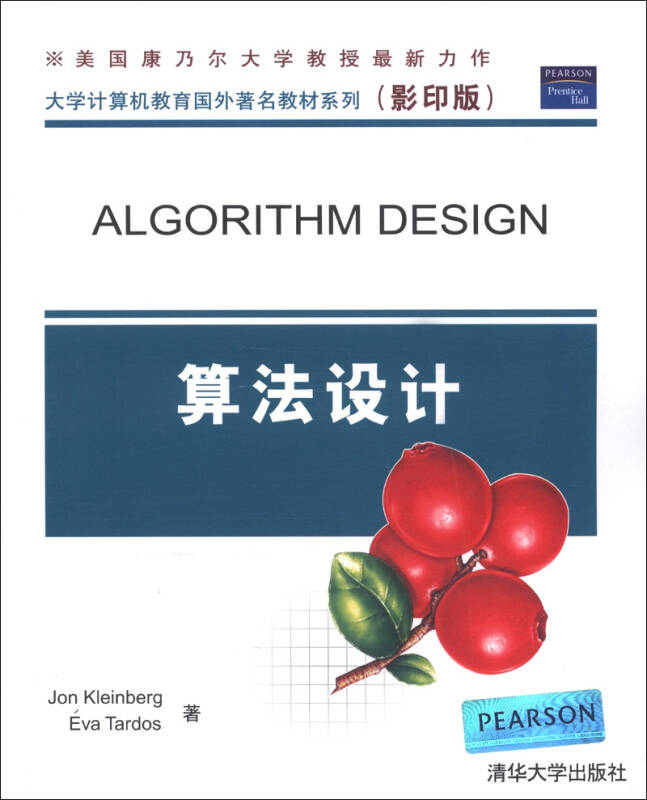 ※美国康乃尔大学教授最新力作
大学计算机教育国外著名教材系列（影印版）
PEARSON
Prentice
Hall
ALGORITHM DESIGN
算法设计
Jon Kleinberg
Éva Tardos
著
PEARSON
清华大学出版社